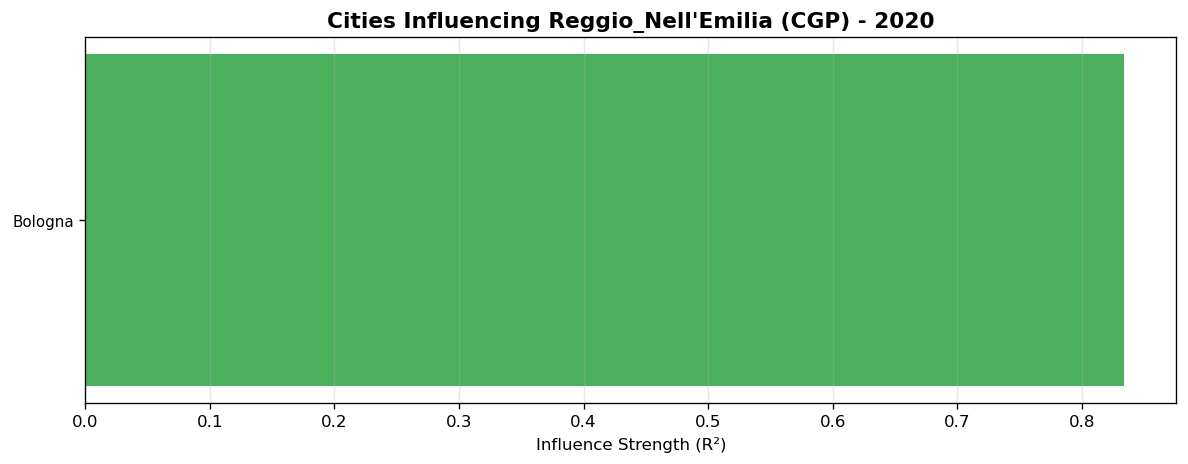 Cities Influencing Reggio_Nell'Emilia (CGP) - 2020
Bologna
0.0 0.1 0.2 0.3 0.4 0.5 0.6 0.7 0.8
Influence Strength (R²)